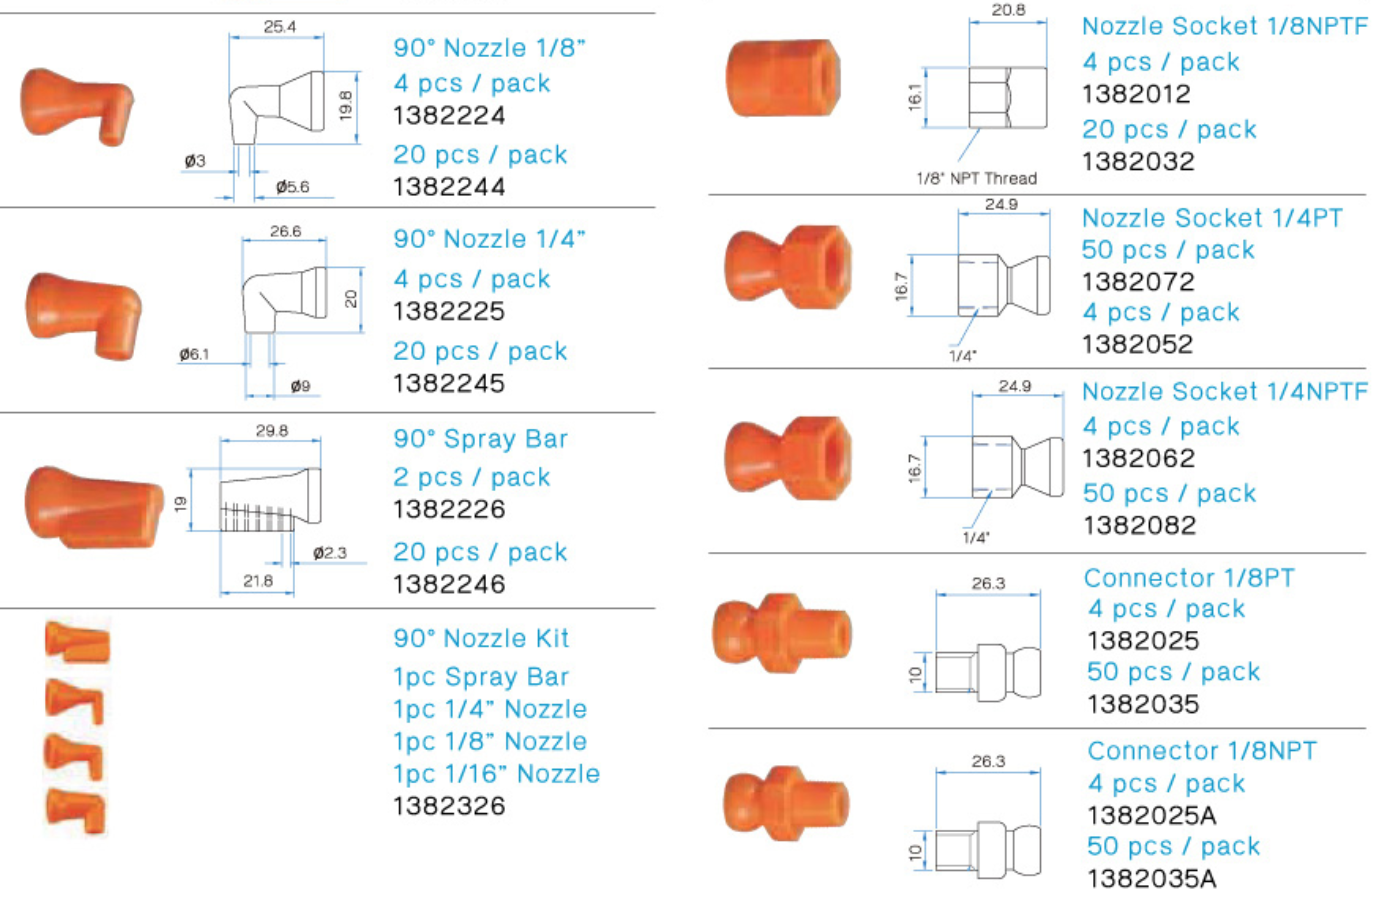 25.4
19.8
Ø3
Ø5.6
90° Nozzle 1/8”
4 pcs / pack
1382224
20 pcs / pack
1382244
26.6
20
Ø6.1
Ø9
90° Nozzle 1/4”
4 pcs / pack
1382225
20 pcs / pack
1382245
29.8
19
Ø2.3
21.8
90° Spray Bar
2 pcs / pack
1382226
20 pcs / pack
1382246
90° Nozzle Kit
1pc Spray Bar
1pc 1/4” Nozzle
1pc 1/8” Nozzle
1pc 1/16” Nozzle
1382326
20.8
16.1
1/8" NPT Thread
Nozzle Socket 1/8NPTF
4 pcs / pack
1382012
20 pcs / pack
1382032
24.9
16.7
1/4"
Nozzle Socket 1/4PT
50 pcs / pack
1382072
4 pcs / pack
1382052
24.9
16.7
1/4"
Nozzle Socket 1/4NPTF
4 pcs / pack
1382062
50 pcs / pack
1382082
26.3
10
Connector 1/8PT
4 pcs / pack
1382025
50 pcs / pack
1382035
26.3
10
Connector 1/8NPT
4 pcs / pack
1382025A
50 pcs / pack
1382035A